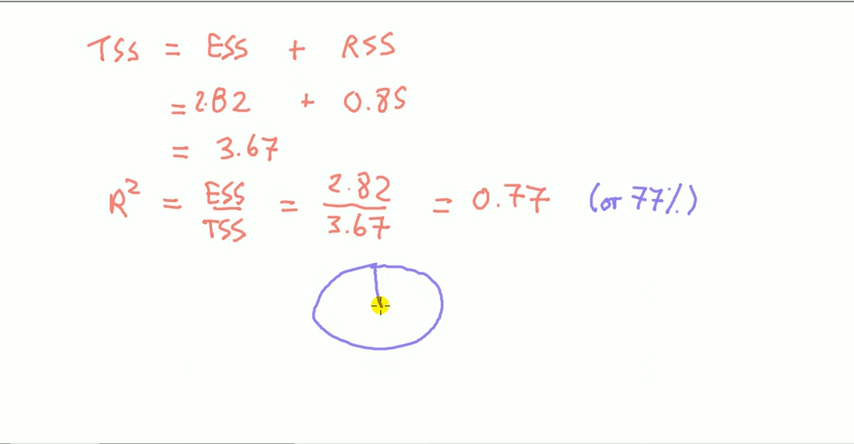 TSS = ESS + RSS
= 2.82 + 0.85
= 3.67
R² = ESS/TSS = 2.82/3.67 = 0.77 (or 77%)